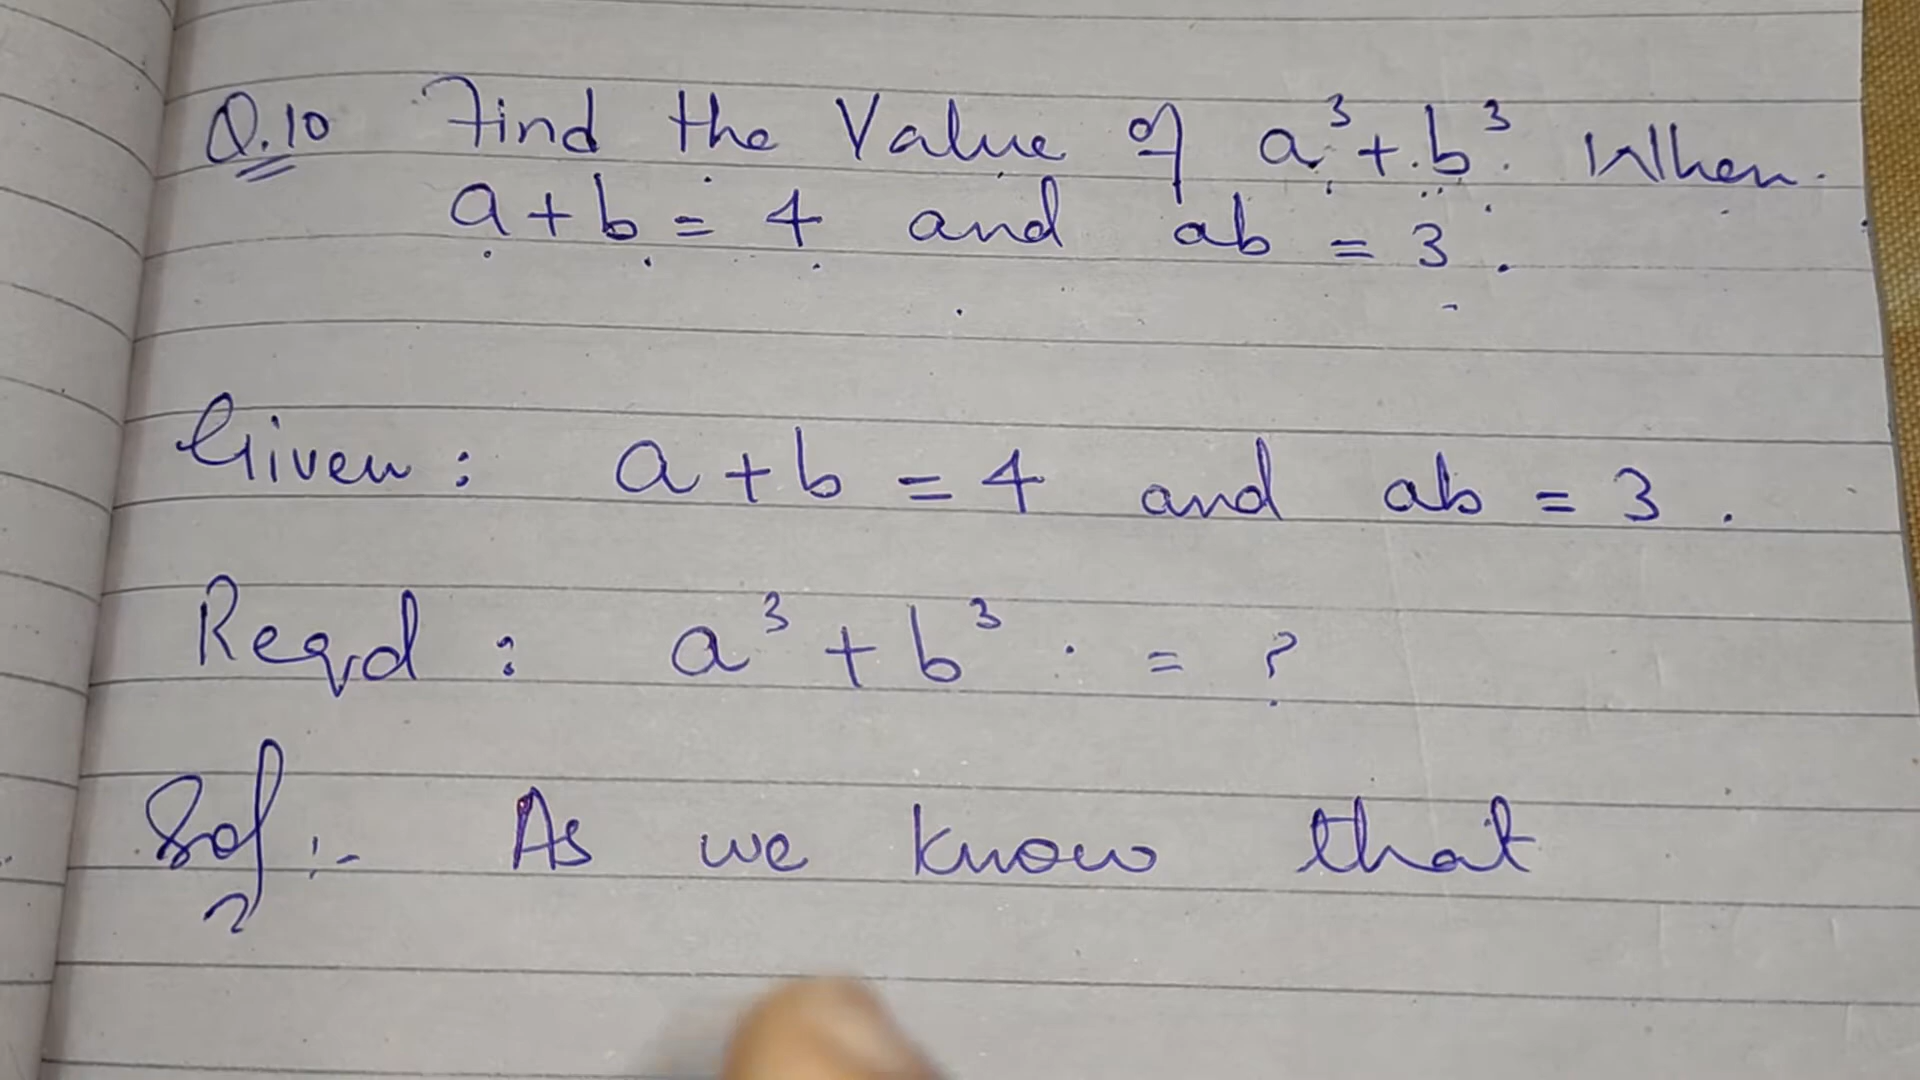 Q.10 Find the Value of a³+b³ When
a+b = 4 and ab = 3.
Given: a+b = 4 and ab = 3.
Reqd: a³+b³ = ?
Sol:- As we know that